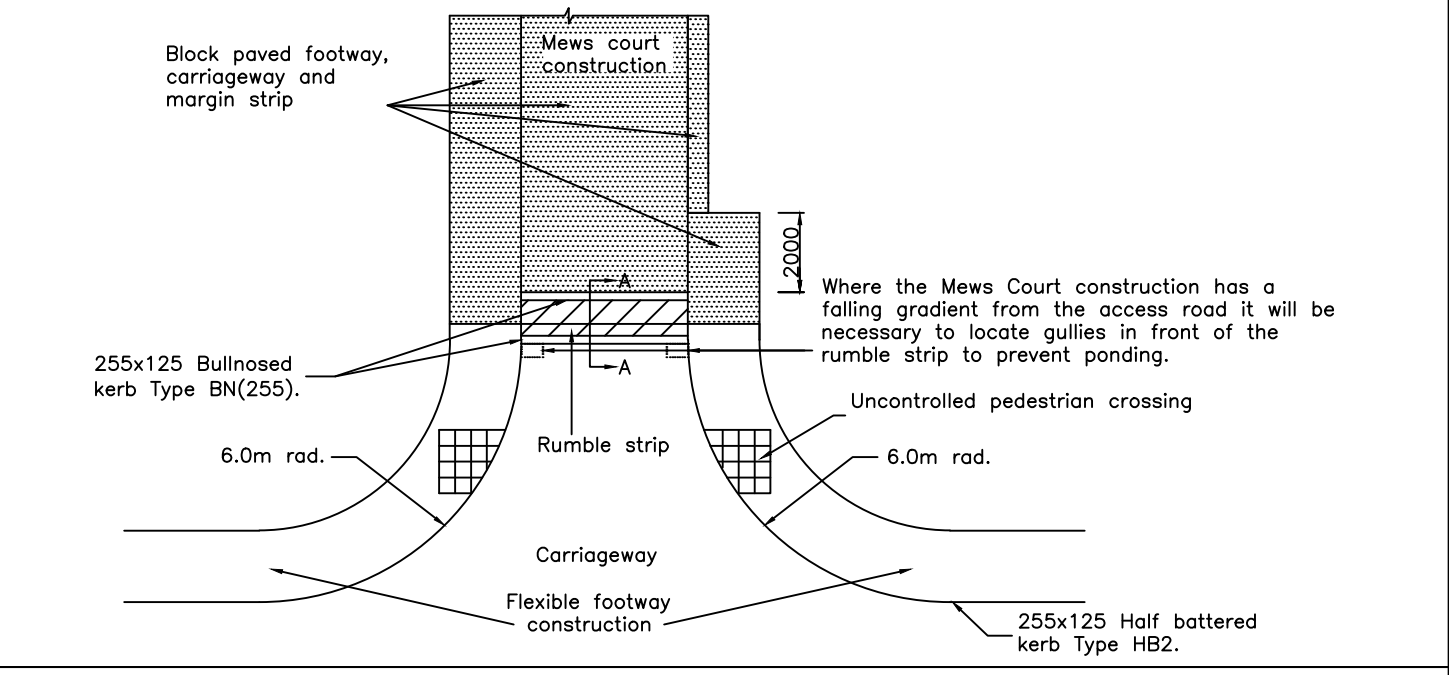 Mews court
construction
Block paved footway,
carriageway and
margin strip
2000
A
Where the Mews Court construction has a
falling gradient from the access road it will be
necessary to locate gullies in front of the
rumble strip to prevent ponding.
255x125 Bullnosed
kerb Type BN(255).
A
Uncontrolled pedestrian crossing
Rumble strip
6.0m rad.
6.0m rad.
Carriageway
Flexible footway
construction
255x125 Half battered
kerb Type HB2.